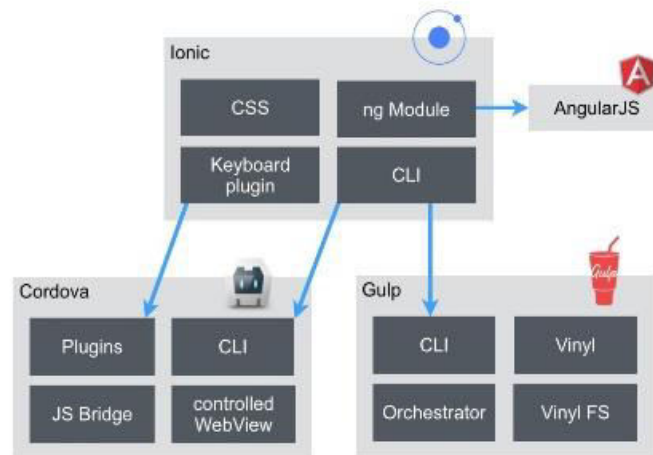 Ionic
CSS
ng Module
AngularJS
Keyboard
plugin
CLI
Cordova
Gulp
Gulp
Plugins
CLI
CLI
Vinyl
JS Bridge
controlled
WebView
Orchestrator
Vinyl FS